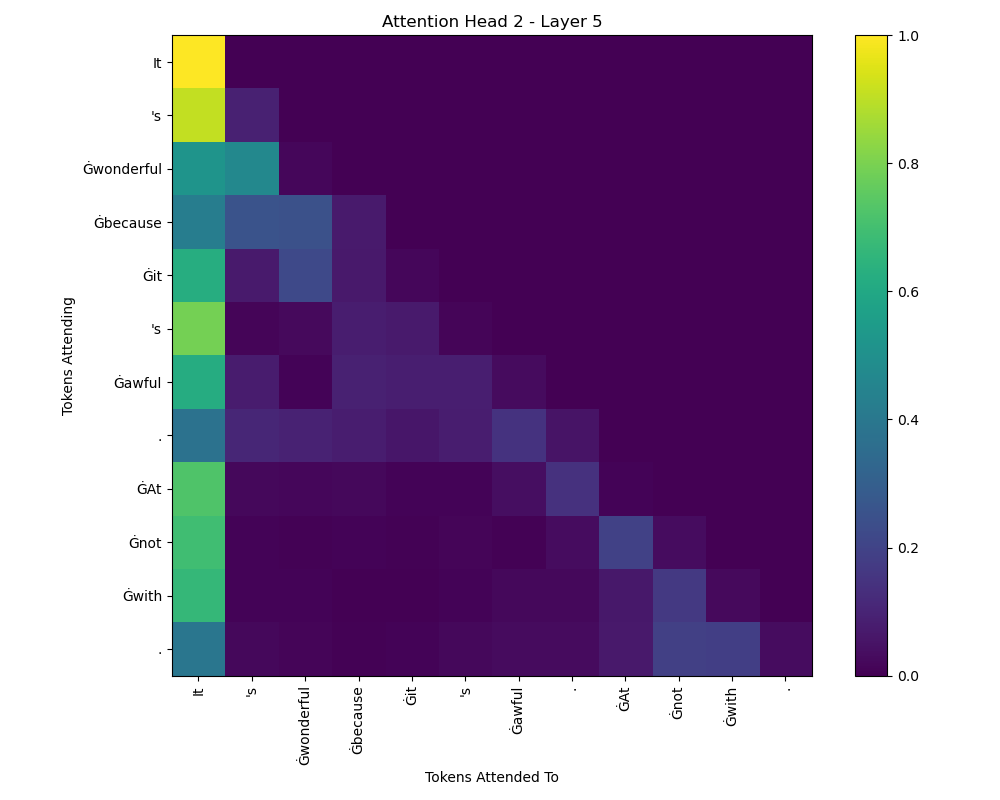 Attention Head 2 - Layer 5
Tokens Attending
It
's
Ġwonderful
Ġbecause
Ġit
's
Ġawful
.
ĠAt
Ġnot
Ġwith
.
It
's
Ġwonderful
Ġbecause
Ġit
's
Ġawful
.
ĠAt
Ġnot
Ġwith
.
Tokens Attended To
1.0
0.8
0.6
0.4
0.2
0.0